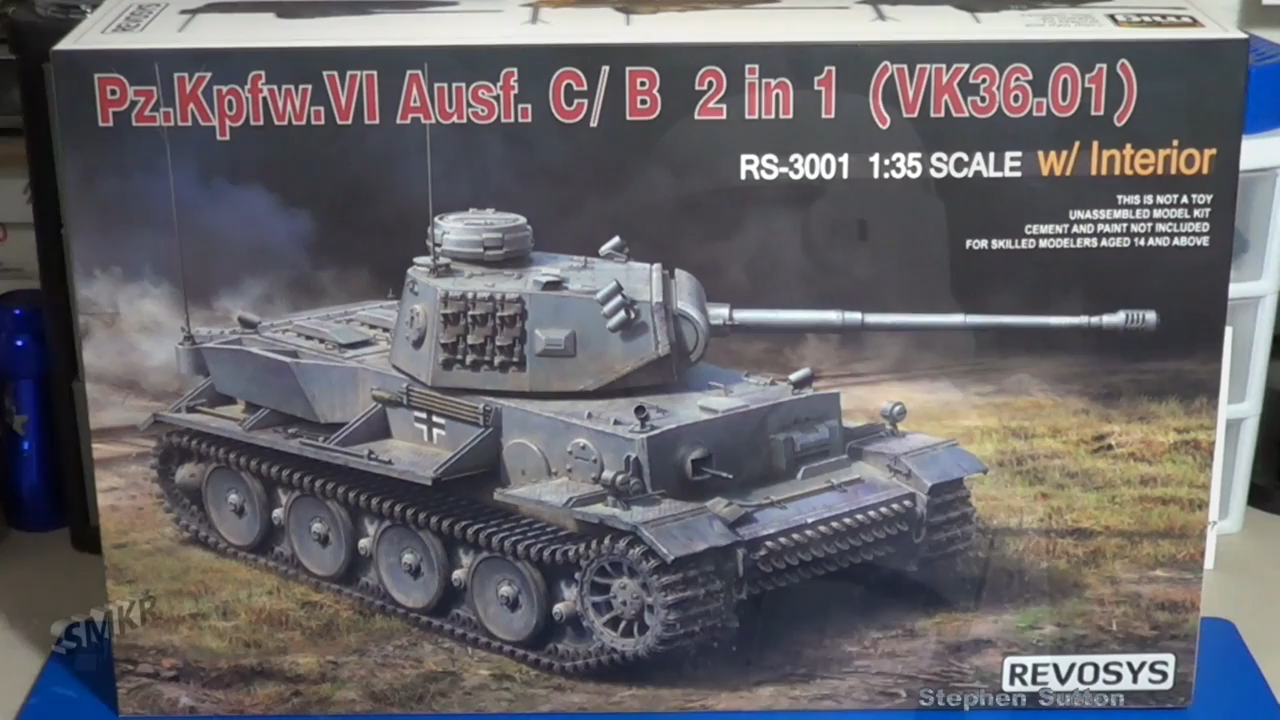 REVOSYS
Pz.Kpfw.VI Ausf. C/ B 2 in 1 (VK36.01)
RS-3001 1:35 SCALE w/ Interior
THIS IS NOT A TOY
UNASSEMBLED MODEL KIT
CEMENT AND PAINT NOT INCLUDED
FOR SKILLED MODELERS AGED 14 AND ABOVE
SMKR
REVOSYS
Stephen Sutton